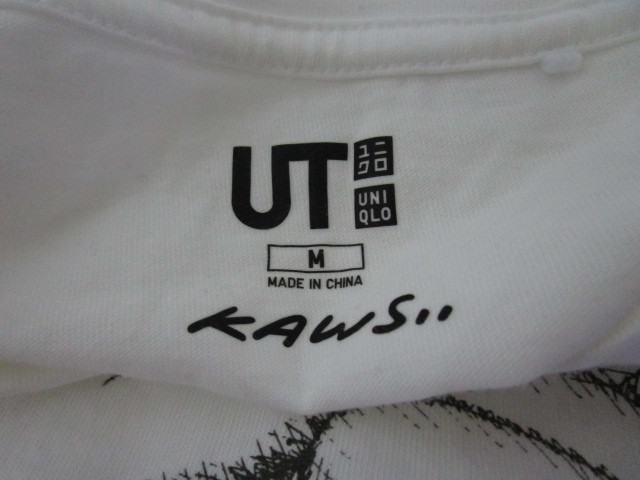 UT
ユニ
クロ
UNI
QLO
M
MADE IN CHINA
KAWS..